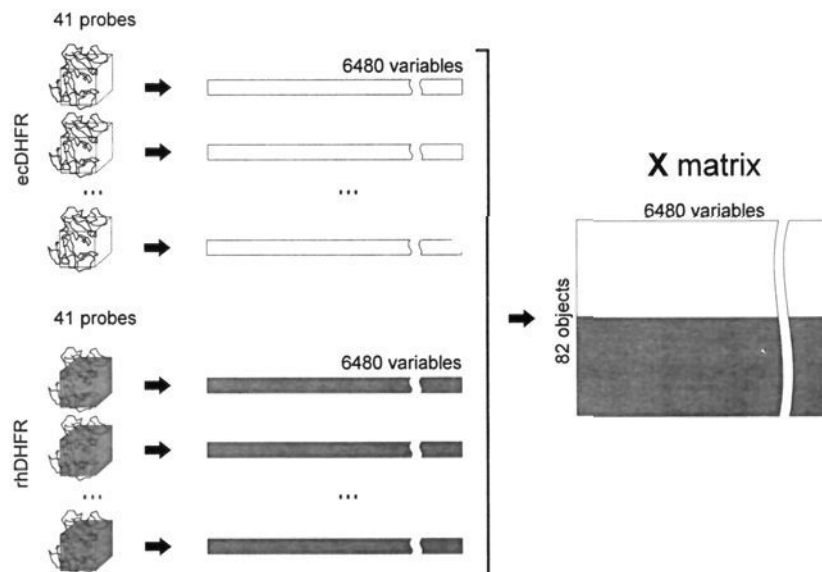 41 probes
6480 variables
ecDHFR
...
...
41 probes
6480 variables
rhDHFR
...
...
X matrix
6480 variables
82 objects